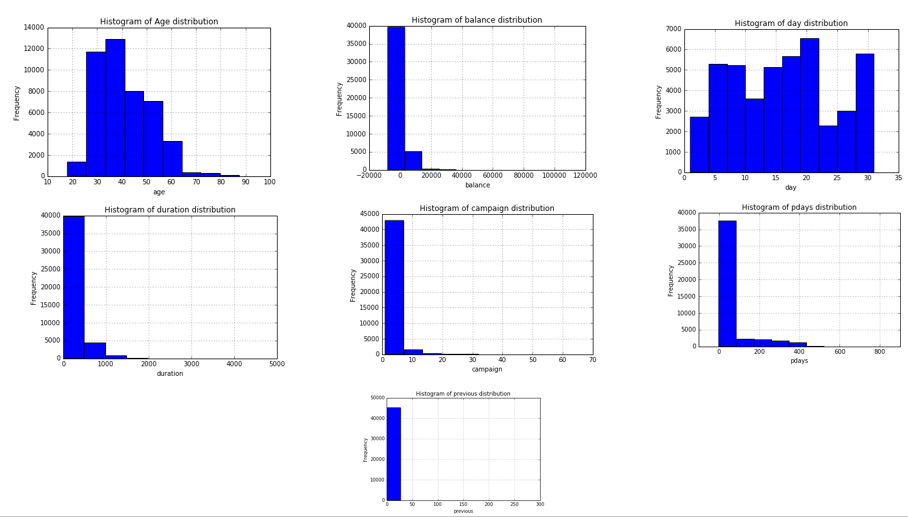 Histogram of Age distribution
14000
12000
10000
8000
6000
4000
2000
0
Frequency
10 20 30 40 50 60 70 80 90 100
age
Histogram of balance distribution
40000
35000
30000
25000
20000
15000
10000
5000
0
Frequency
−20000 0 20000 40000 60000 80000 100000 120000
balance
Histogram of day distribution
7000
6000
5000
4000
3000
2000
1000
0
Frequency
0 5 10 15 20 25 30 35
day
Histogram of duration distribution
40000
35000
30000
25000
20000
15000
10000
5000
0
Frequency
0 1000 2000 3000 4000 5000
duration
Histogram of campaign distribution
45000
40000
35000
30000
25000
20000
15000
10000
5000
0
Frequency
0 10 20 30 40 50 60 70
campaign
Histogram of pdays distribution
40000
35000
30000
25000
20000
15000
10000
5000
0
Frequency
0 200 400 600 800
pdays
Histogram of previous distribution
50000
40000
30000
20000
10000
0
Frequency
0 50 100 150 200 250 300
previous